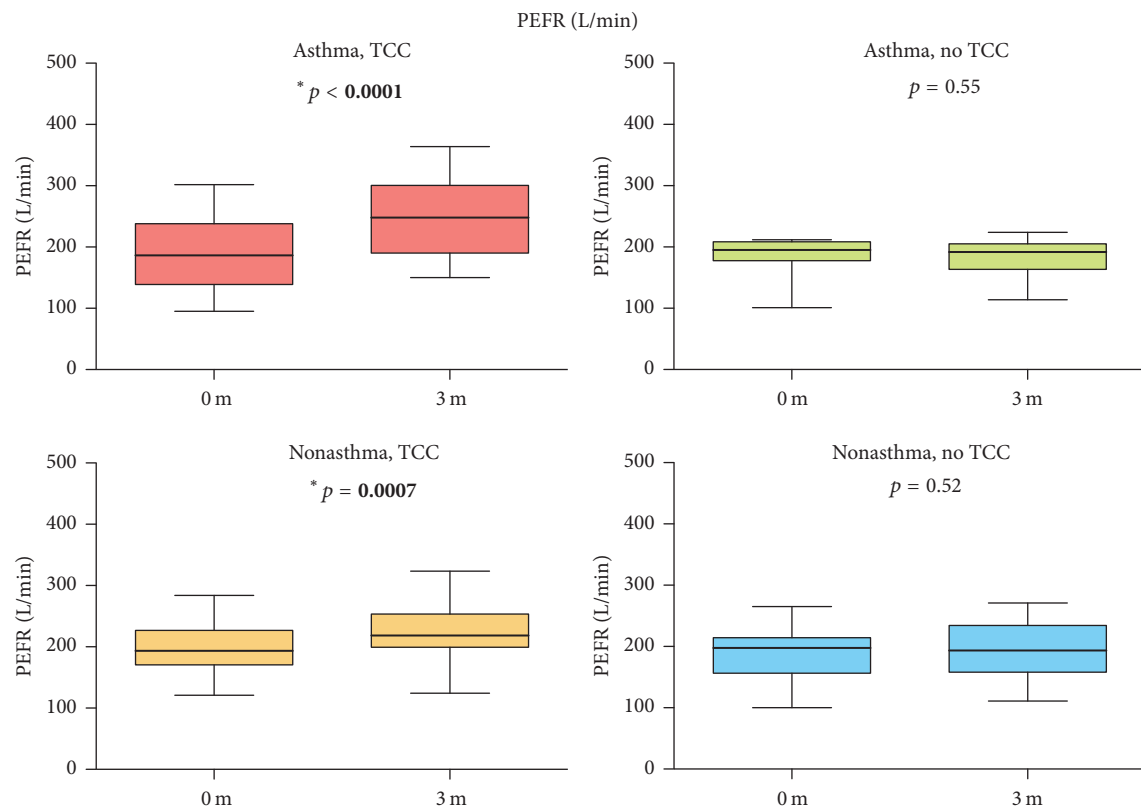 PEFR (L/min)
Asthma, TCC
* p < 0.0001
500
400
300
200
100
0
PEFR (L/min)
0 m
3 m
Asthma, no TCC
p = 0.55
500
400
300
200
100
0
PEFR (L/min)
0 m
3 m
Nonasthma, TCC
* p = 0.0007
500
400
300
200
100
0
PEFR (L/min)
0 m
3 m
Nonasthma, no TCC
p = 0.52
500
400
300
200
100
0
PEFR (L/min)
0 m
3 m